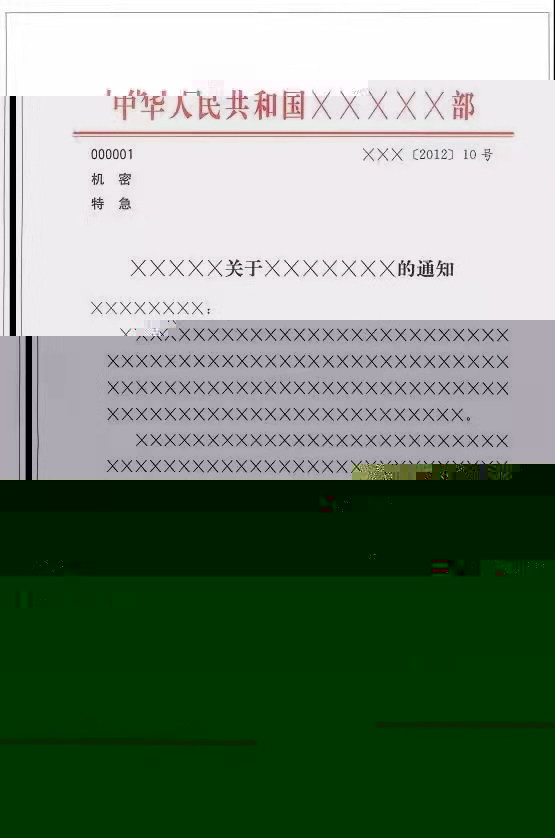 中华人民共和国×××××部
000001 ×××〔2012〕10 号
机 密
特 急
×××××关于×××××××的通知
××××××××：
×××××××××××××××××××××××××××
××××××××××××××××××××××××××××
××××××××××××××××××××××××××××
×××××××××××××××××××××××××。
××××××××××××××××××××××××××
××××××××××××××××××××××××××××